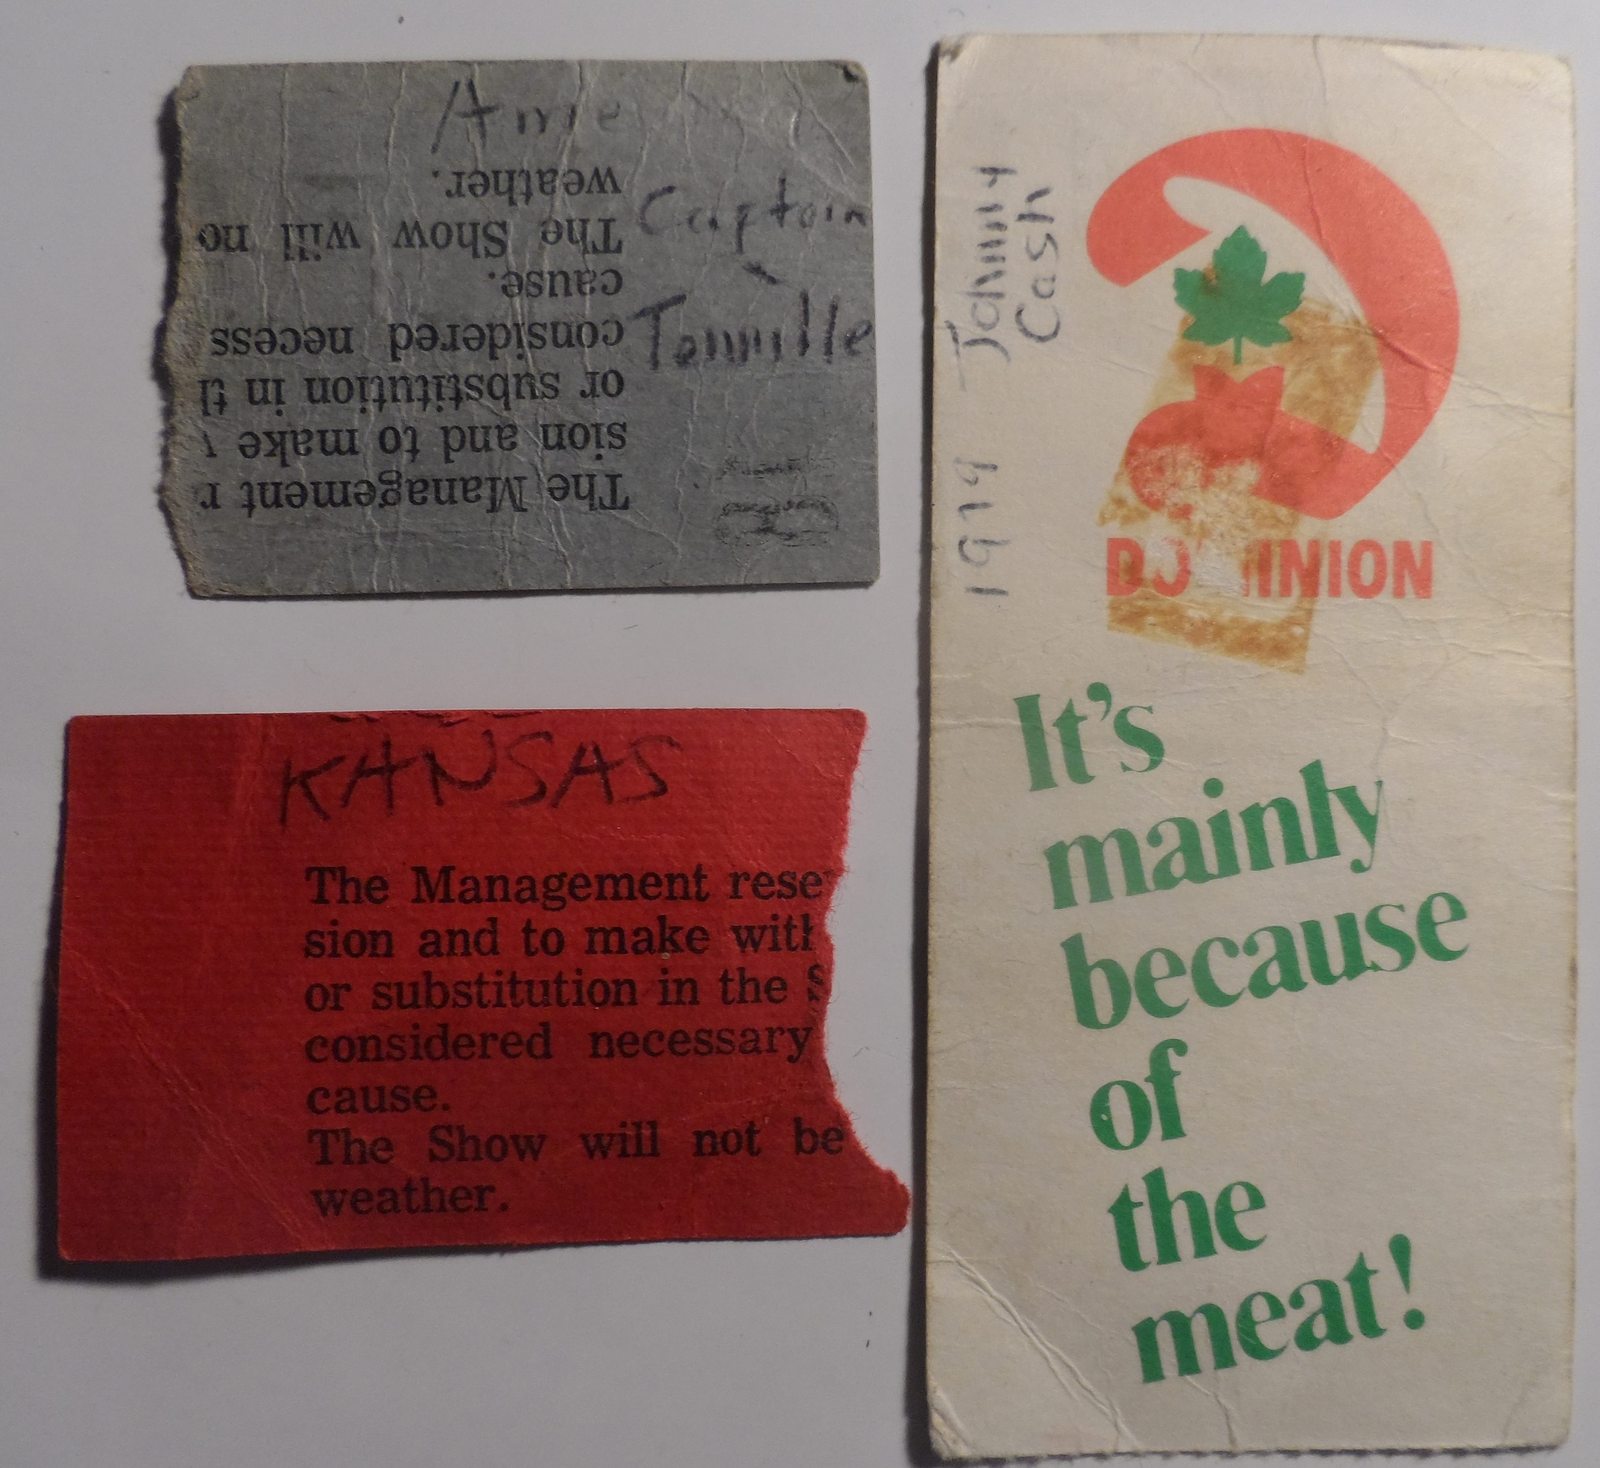 Captain
&
Tennille
The Management r
sion and to make
or substitution in th
considered necess
cause.
The Show will no
weather.
KANSAS
The Management rese
sion and to make with
or substitution in the S
considered necessary
cause.
The Show will not be
weather.
1979 Johnny
Cash
DOMINION
It's
mainly
because
of
the
meat!